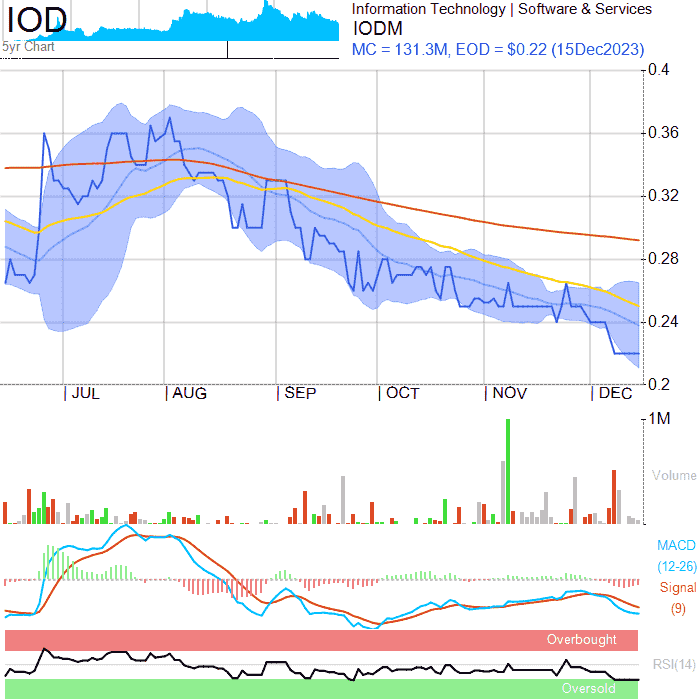 IOD
5yr Chart
Information Technology | Software & Services
IODM
MC = 131.3M, EOD = $0.22 (15Dec2023)
0.4
0.36
0.32
0.28
0.24
0.2
JUL AUG SEP OCT NOV DEC
1M
Volume
MACD
(12-26)
Signal
(9)
Overbought
RSI(14)
Oversold